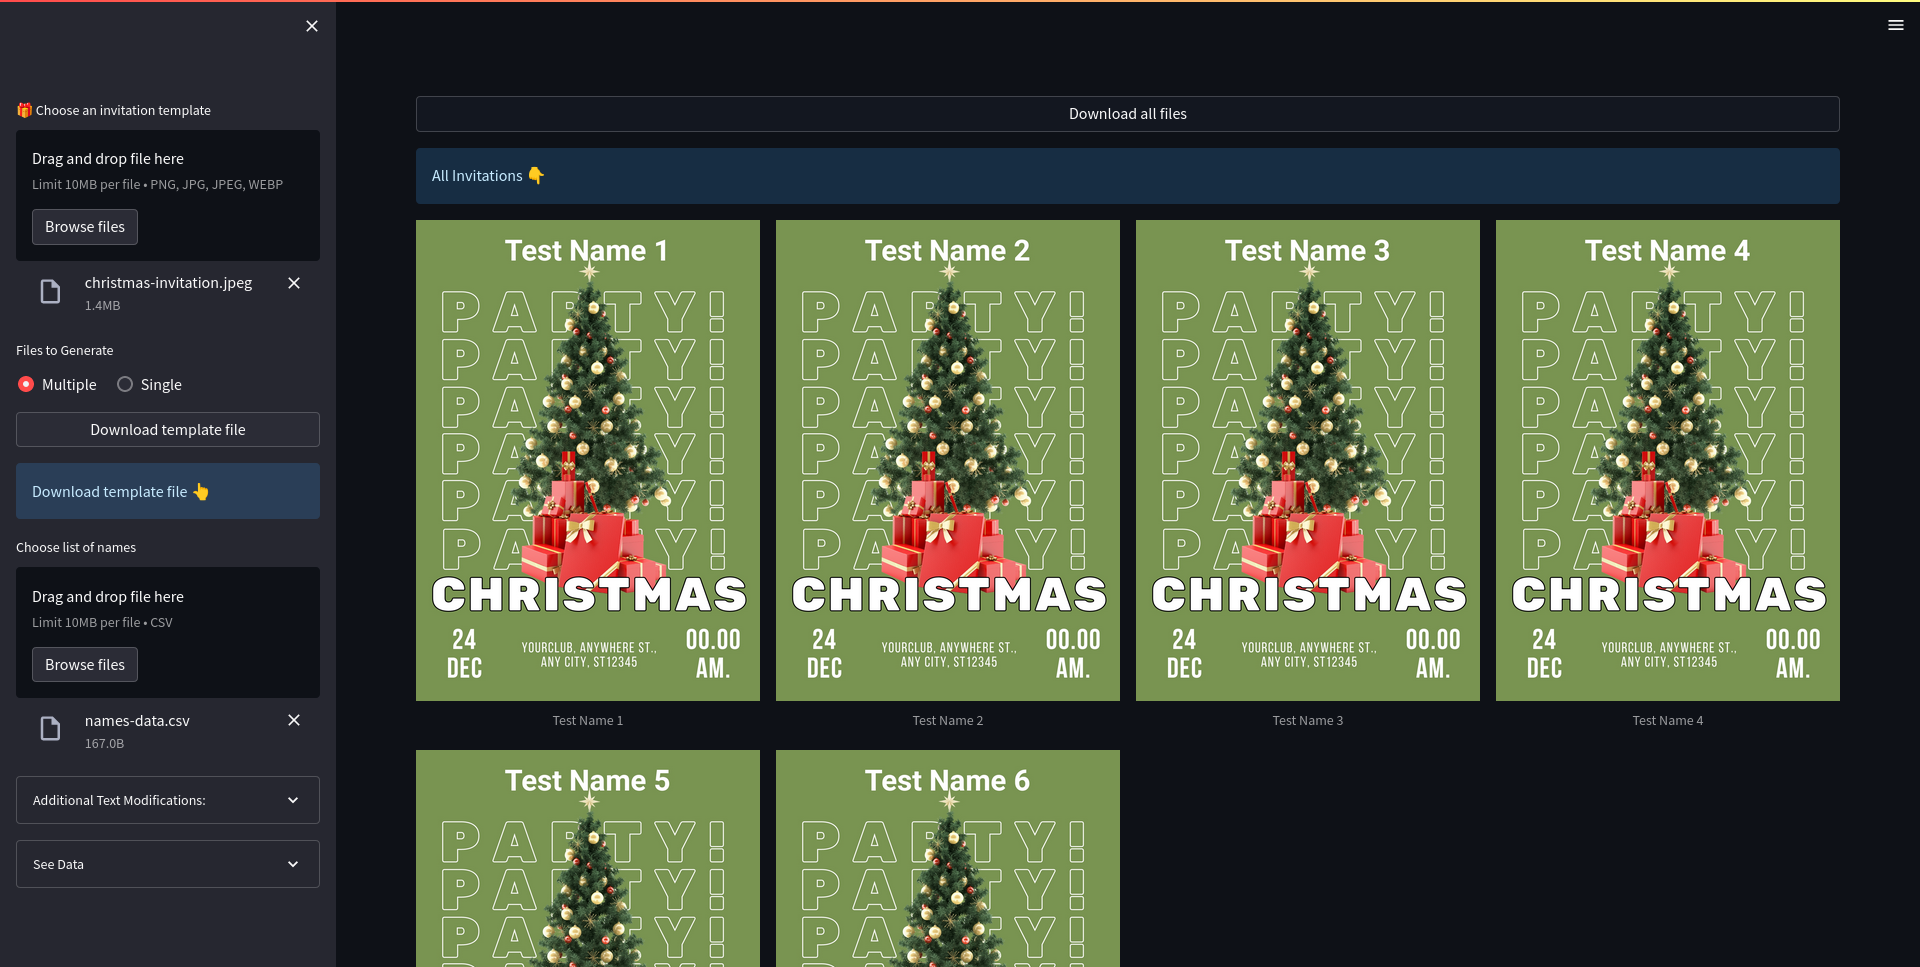 🎁 Choose an invitation template
Drag and drop file here
Limit 10MB per file • PNG, JPG, JPEG, WEBP
Browse files
christmas-invitation.jpeg
1.4MB
Files to Generate
Multiple
Single
Download template file
Download template file 👆
Choose list of names
Drag and drop file here
Limit 10MB per file • CSV
Browse files
names-data.csv
167.0B
Additional Text Modifications:
See Data
Download all files
All Invitations 👇
Test Name 1
PARTY!
PARTY!
PARTY!
PARTY!
PARTY!
PARTY!
CHRISTMAS
24
DEC
YOURCLUB, ANYWHERE ST.,
ANY CITY, ST12345
00.00
AM.
Test Name 1
Test Name 2
PARTY!
PARTY!
PARTY!
PARTY!
PARTY!
PARTY!
CHRISTMAS
24
DEC
YOURCLUB, ANYWHERE ST.,
ANY CITY, ST12345
00.00
AM.
Test Name 2
Test Name 3
PARTY!
PARTY!
PARTY!
PARTY!
PARTY!
PARTY!
CHRISTMAS
24
DEC
YOURCLUB, ANYWHERE ST.,
ANY CITY, ST12345
00.00
AM.
Test Name 3
Test Name 4
PARTY!
PARTY!
PARTY!
PARTY!
PARTY!
PARTY!
CHRISTMAS
24
DEC
YOURCLUB, ANYWHERE ST.,
ANY CITY, ST12345
00.00
AM.
Test Name 4
Test Name 5
PARTY!
PARTY!
PARTY!
Test Name 6
PARTY!
PARTY!
PARTY!